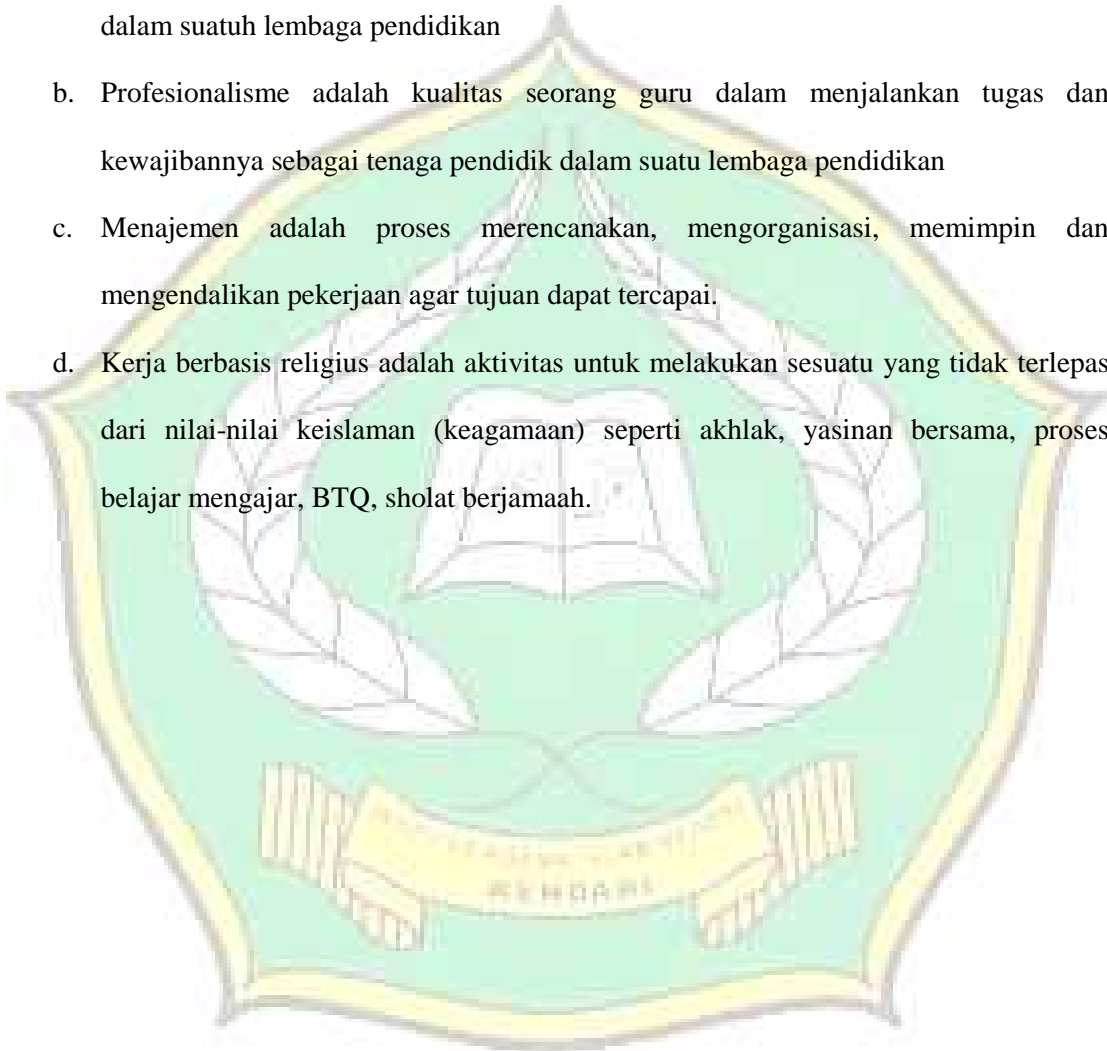 dalam suatuh lembaga pendidikan
b. Profesionalisme adalah kualitas seorang guru dalam menjalankan tugas dan
kewajibannya sebagai tenaga pendidik dalam suatu lembaga pendidikan
c. Menajemen adalah proses merencanakan, mengorganisasi, memimpin dan
mengendalikan pekerjaan agar tujuan dapat tercapai.
d. Kerja berbasis religius adalah aktivitas untuk melakukan sesuatu yang tidak terlepas
dari nilai-nilai keislaman (keagamaan) seperti akhlak, yasinan bersama, proses
belajar mengajar, BTQ, sholat berjamaah.
KENDARI